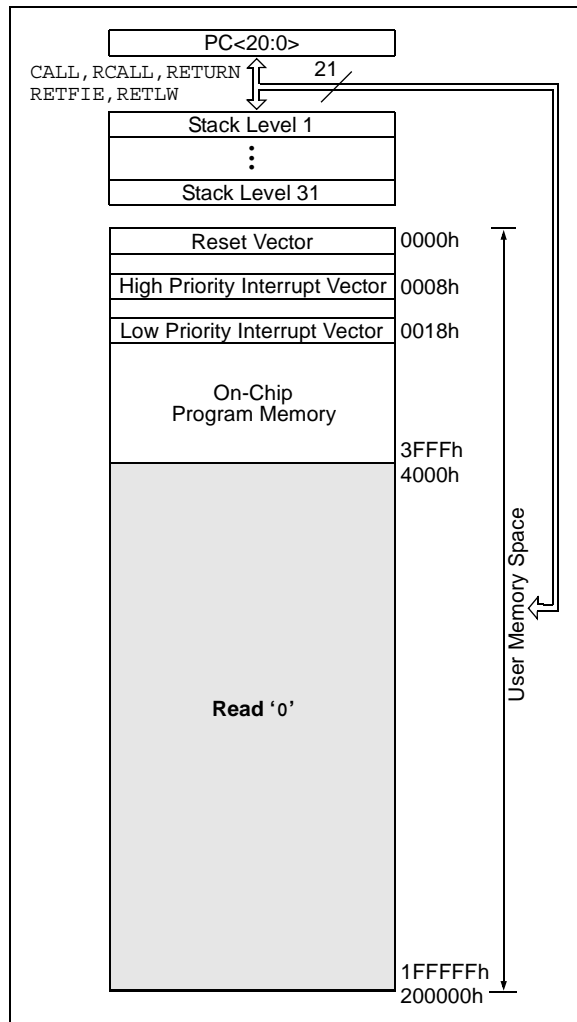 PC<20:0>
CALL,RCALL,RETURN
RETFIE,RETLW
21
Stack Level 1
Stack Level 31
Reset Vector
0000h
High Priority Interrupt Vector
0008h
Low Priority Interrupt Vector
0018h
On-Chip
Program Memory
3FFFh
4000h
User Memory Space
Read ‘0’
1FFFFFh
200000h